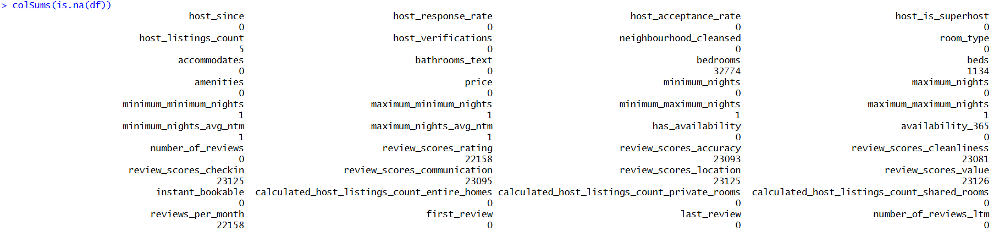 > colSums(is.na(df))
host_since host_response_rate host_acceptance_rate host_is_superhost
0 0 0 0
host_listings_count host_verifications neighbourhood_cleansed room_type
5 0 0 0
accommodates bathrooms_text bedrooms beds
0 0 32774 1134
amenities price minimum_nights maximum_nights
0 0 0 0
minimum_minimum_nights maximum_minimum_nights minimum_maximum_nights maximum_maximum_nights
1 1 1 1
minimum_nights_avg_ntm maximum_nights_avg_ntm has_availability availability_365
1 1 0 0
number_of_reviews review_scores_rating review_scores_accuracy review_scores_cleanliness
0 22158 23093 23081
review_scores_checkin review_scores_communication review_scores_location review_scores_value
23125 23095 23125 23126
instant_bookable calculated_host_listings_count_entire_homes calculated_host_listings_count_private_rooms calculated_host_listings_count_shared_rooms
0 0 0 0
reviews_per_month first_review last_review number_of_reviews_ltm
22158 0 0 0